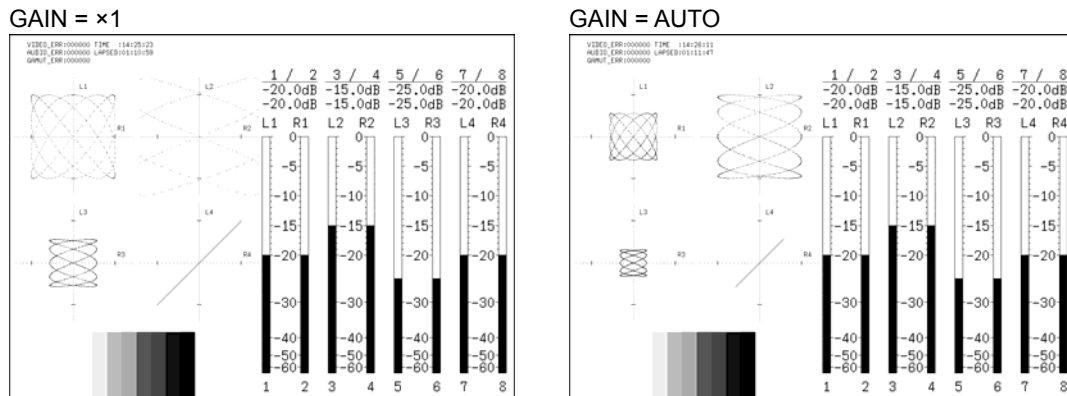 GAIN = ×1
VIDEO_ERR:000000 TIME :14:25:23
AUDIO_ERR:000000 LAPSED:01:10:59
GAMUT_ERR:000000
L1
R1
L2
R2
L3
R3
L4
R4
1 / 2 3 / 4 5 / 6 7 / 8
-20.0dB -15.0dB -25.0dB -20.0dB
-20.0dB -15.0dB -25.0dB -20.0dB
L1 R1 L2 R2 L3 R3 L4 R4
0 0 0 0
-5 -5 -5 -5
-10 -10 -10 -10
-15 -15 -15 -15
-20 -20 -20 -20
-30 -30 -30 -30
-40 -40 -40 -40
-50 -50 -50 -50
-60 -60 -60 -60
1 2 3 4 5 6 7 8
GAIN = AUTO
VIDEO_ERR:000000 TIME :14:26:11
AUDIO_ERR:000000 LAPSED:01:11:47
GAMUT_ERR:000000
L1
R1
L2
R2
L3
R3
L4
R4
1 / 2 3 / 4 5 / 6 7 / 8
-20.0dB -15.0dB -25.0dB -20.0dB
-20.0dB -15.0dB -25.0dB -20.0dB
L1 R1 L2 R2 L3 R3 L4 R4
0 0 0 0
-5 -5 -5 -5
-10 -10 -10 -10
-15 -15 -15 -15
-20 -20 -20 -20
-30 -30 -30 -30
-40 -40 -40 -40
-50 -50 -50 -50
-60 -60 -60 -60
1 2 3 4 5 6 7 8